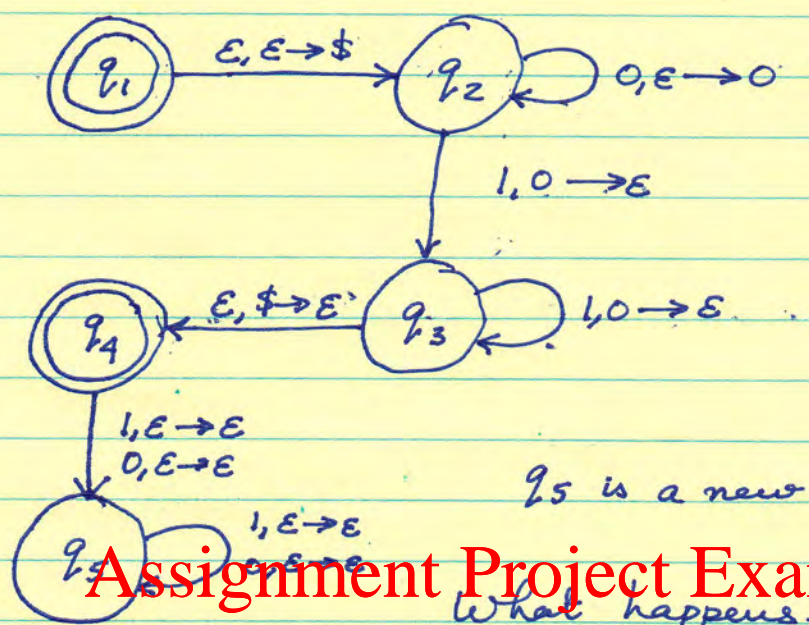 q1
ε, ε→$
q2
0, ε→0
1, 0→ε
q4
ε, $→ε
q3
1, 0→ε
1, ε→ε
0, ε→ε
q5 is a new
q5
1, ε→ε
Assignment Project Exa
What happens